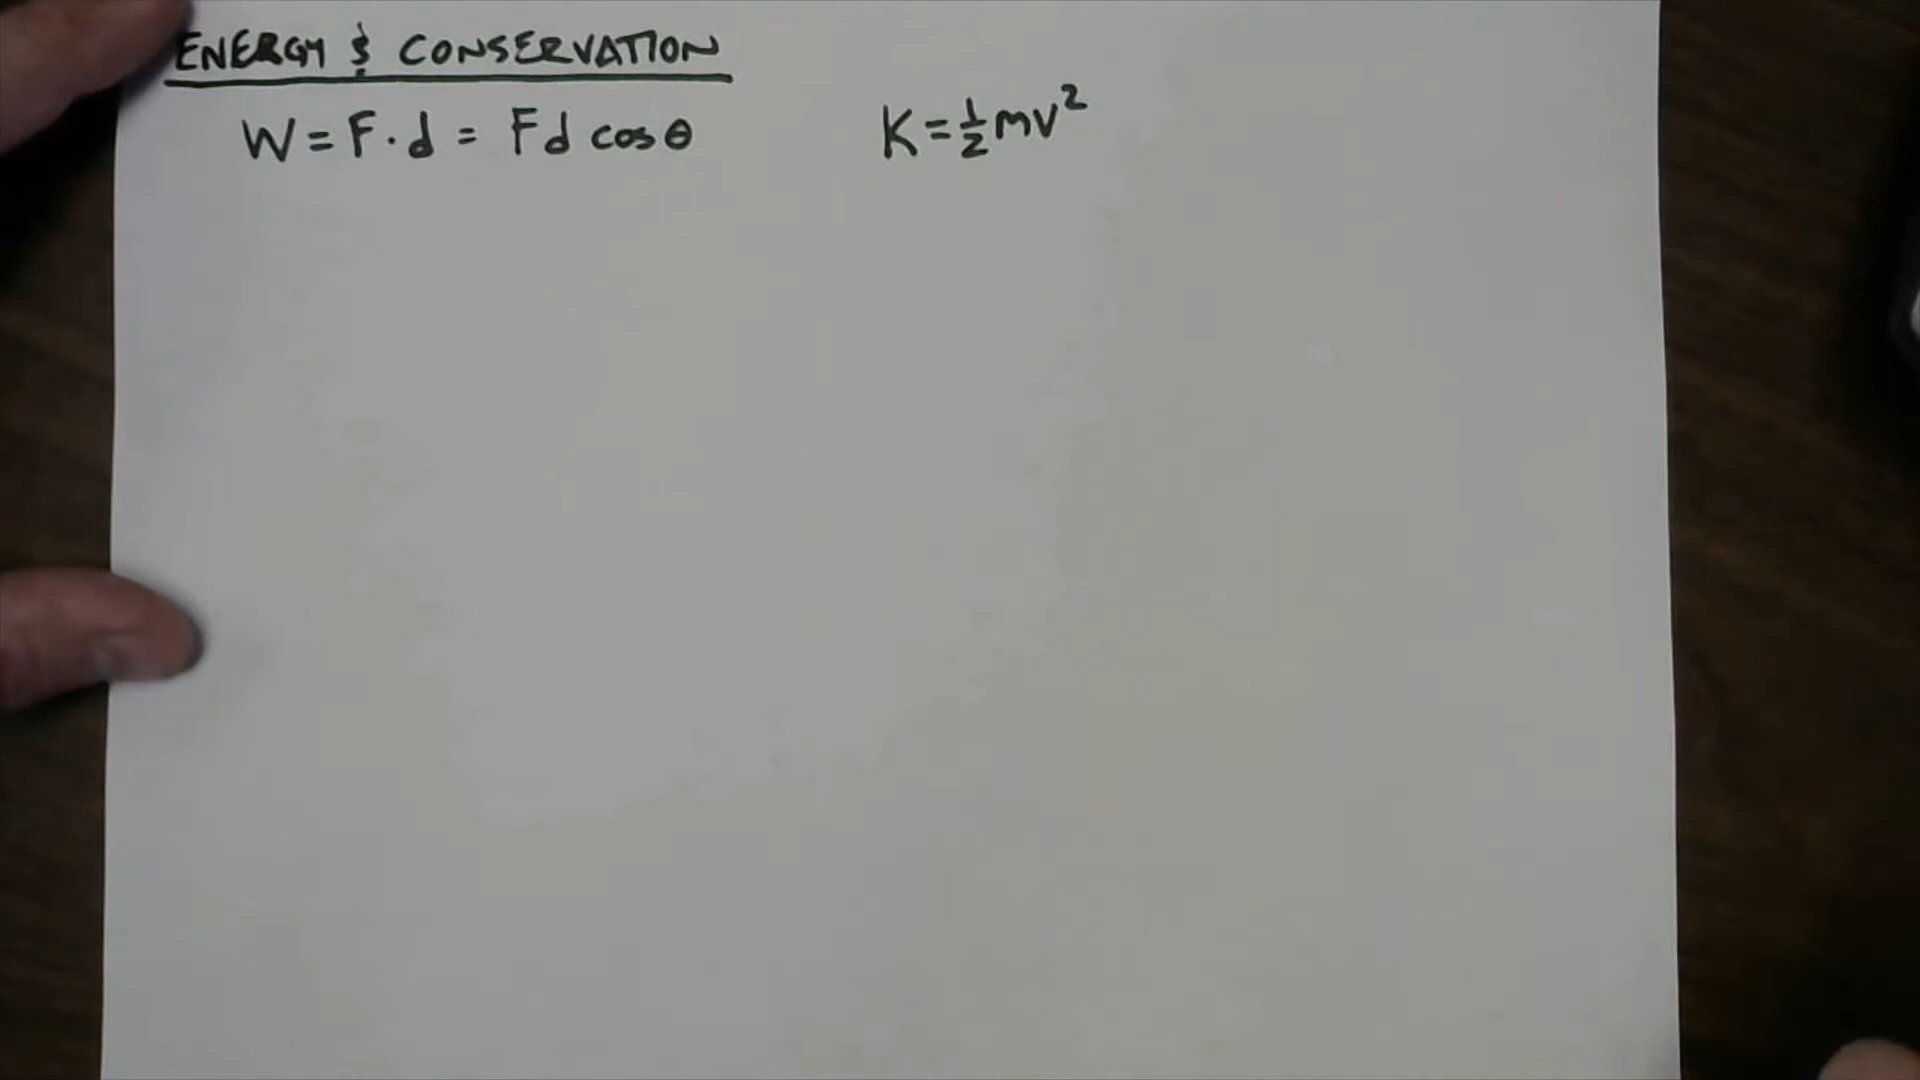 ENERGY & CONSERVATION
W = F · d = Fd cos θ
K = ½mv²